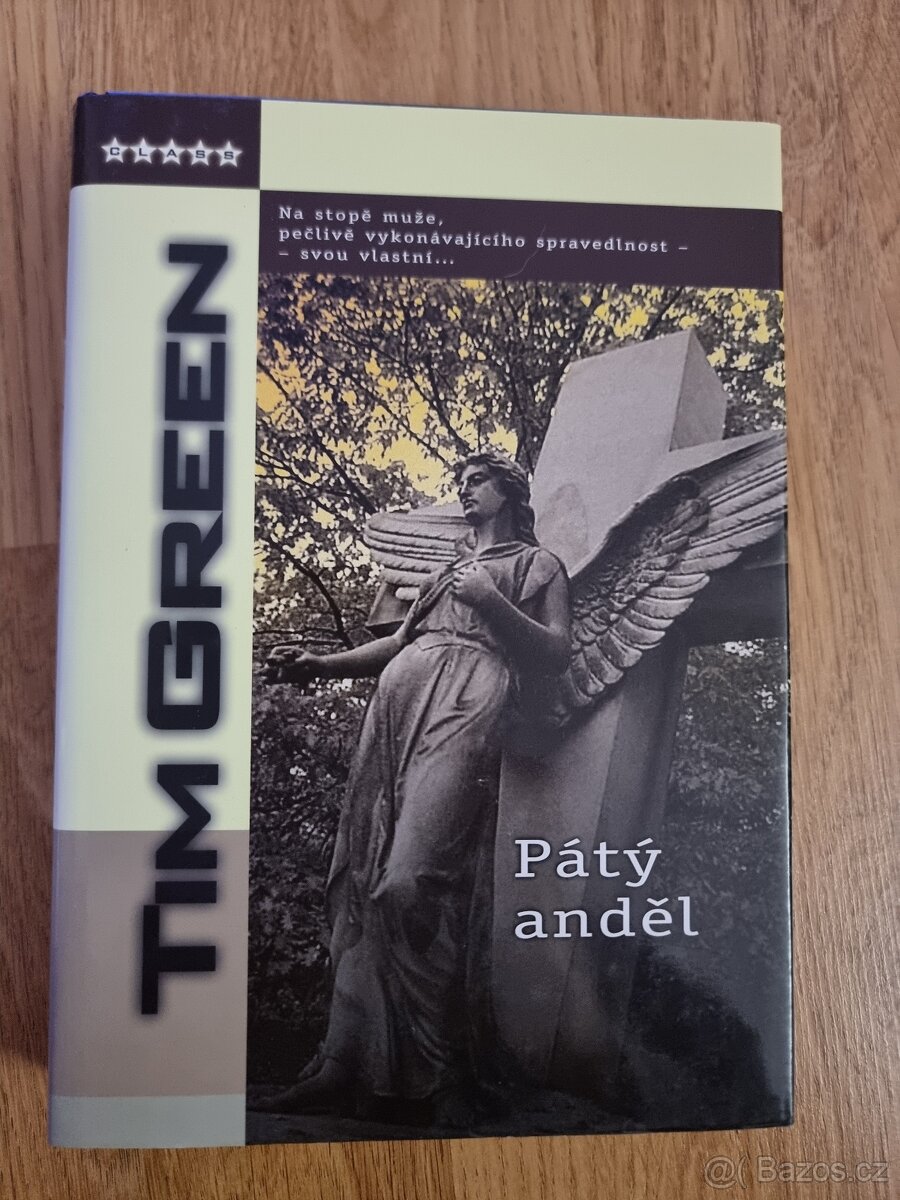 CLASS
Na stopě muže,
pečlivě vykonávajícího spravedlnost –
– svou vlastní...
TIM GREEN
Pátý
anděl
@( Bazos.cz